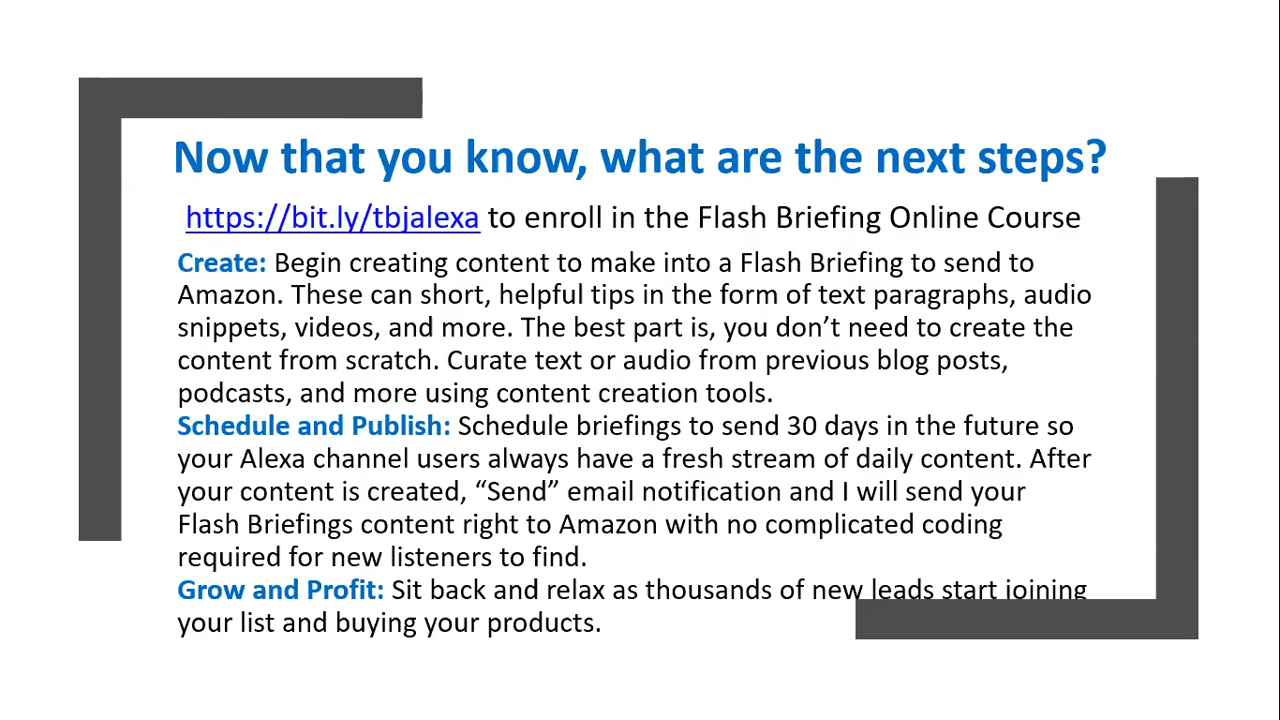 Now that you know, what are the next steps?
https://bit.ly/tbjalexa to enroll in the Flash Briefing Online Course
Create: Begin creating content to make into a Flash Briefing to send to
Amazon. These can short, helpful tips in the form of text paragraphs, audio
snippets, videos, and more. The best part is, you don’t need to create the
content from scratch. Curate text or audio from previous blog posts,
podcasts, and more using content creation tools.
Schedule and Publish: Schedule briefings to send 30 days in the future so
your Alexa channel users always have a fresh stream of daily content. After
your content is created, “Send” email notification and I will send your
Flash Briefings content right to Amazon with no complicated coding
required for new listeners to find.
Grow and Profit: Sit back and relax as thousands of new leads start joining
your list and buying your products.